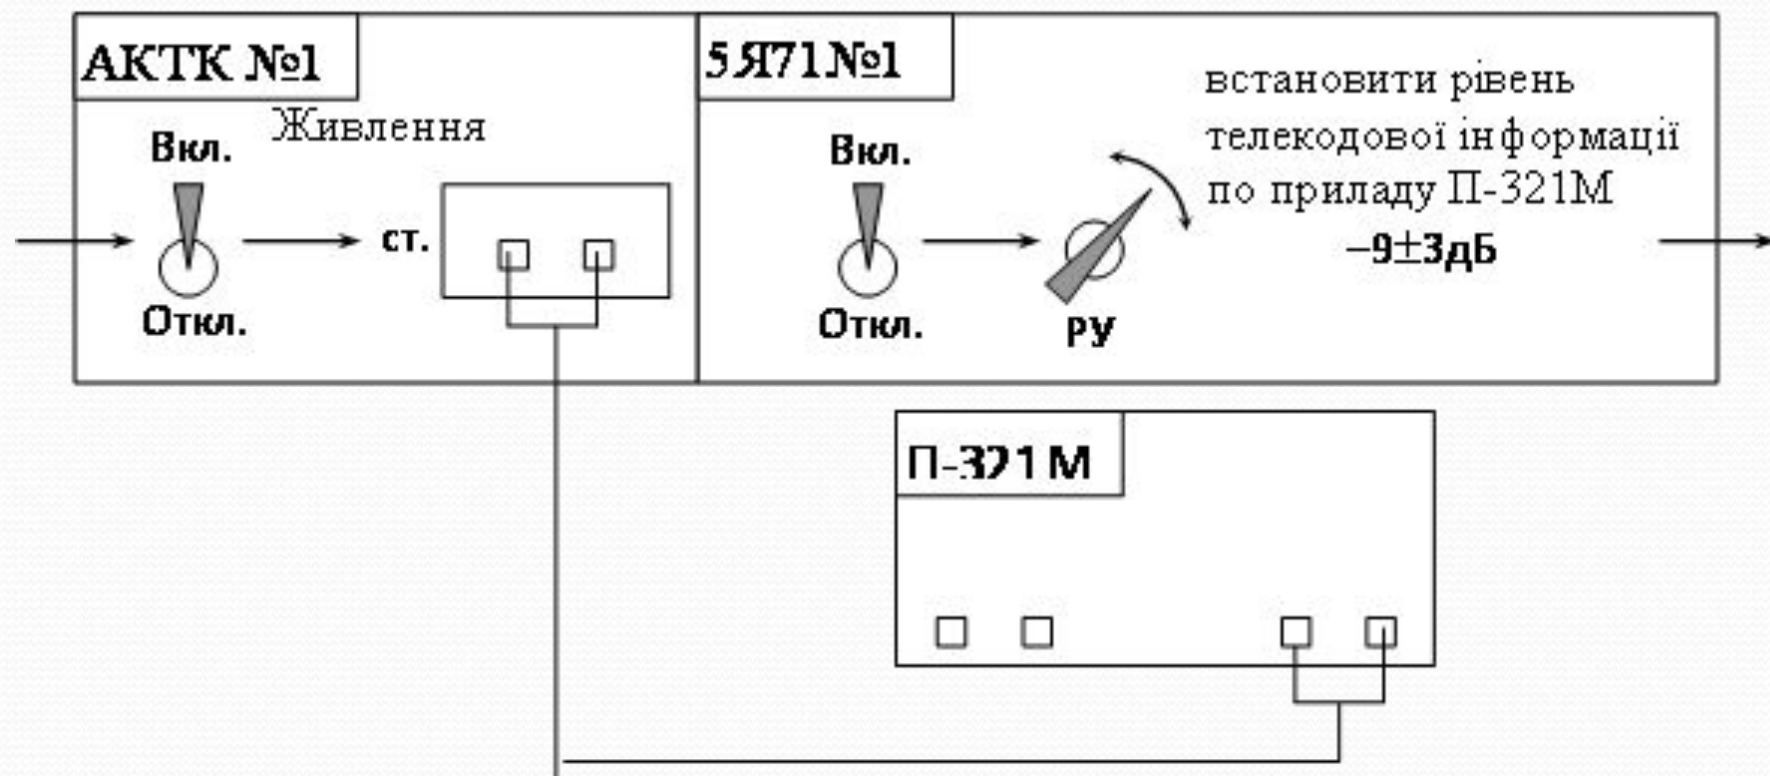 АКТК №1
Живлення
Вкл.
ст.
Откл.
5Я71№1
Вкл.
Откл.
РУ
встановити рівень
телекодової інформації
по приладу П-321М
–9±3дБ
П-321М